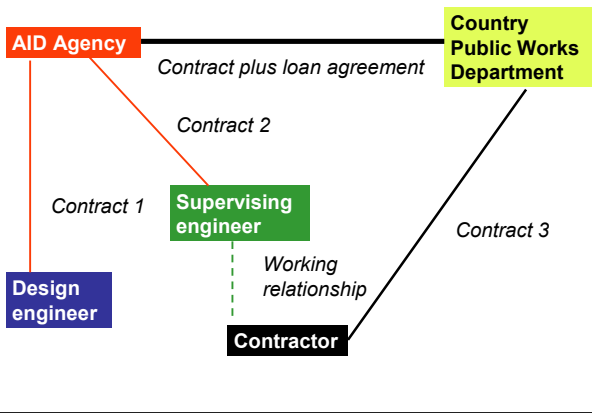 AID Agency
Country
Public Works
Department
Contract plus loan agreement
Contract 2
Contract 1
Supervising
engineer
Contract 3
Working
relationship
Design
engineer
Contractor